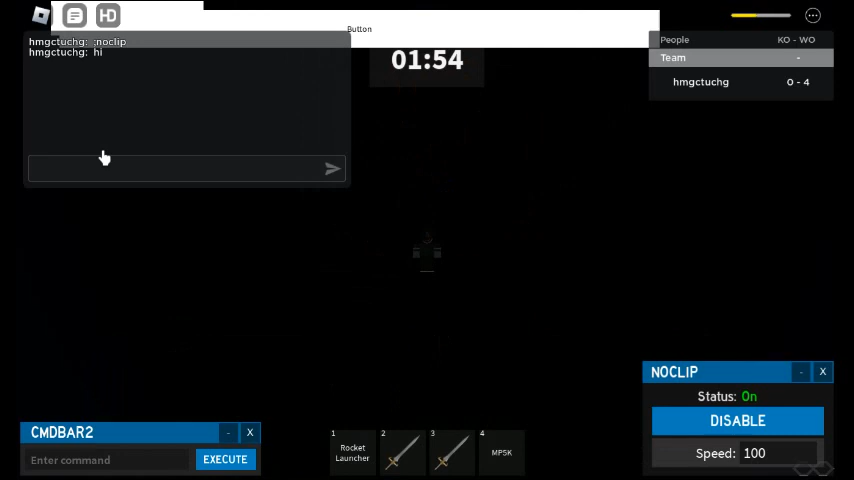 HD
Button
hmgctuchg: ;noclip
hmgctuchg: hi
01:54
People KO - WO
Team -
hmgctuchg 0 - 4
NOCLIP - X
Status: On
DISABLE
Speed: 100
CMDBAR2 - X
Enter command EXECUTE
1 2 3 4
Rocket
Launcher
MP5K